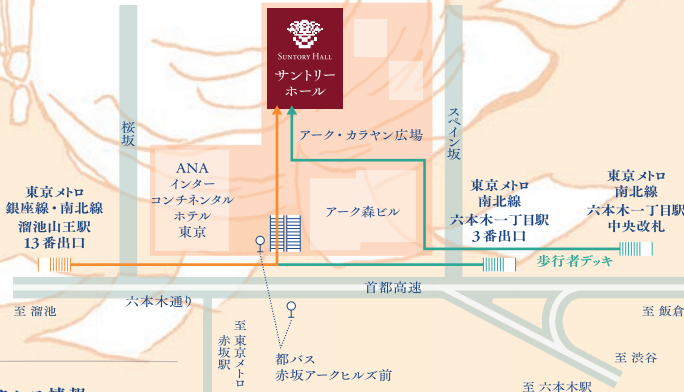 SUNTORY HALL
サントリー
ホール
桜坂
スペイン坂
アーク・カラヤン広場
ANA
インター
コンチネンタル
ホテル
東京
アーク森ビル
東京メトロ
銀座線・南北線
溜池山王駅
13番出口
東京メトロ
南北線
六本木一丁目駅
3番出口
東京メトロ
南北線
六本木一丁目駅
中央改札
歩行者デッキ
首都高速
六本木通り
至 溜池
至 飯倉
至 東京メトロ
赤坂駅
都バス
赤坂アークヒルズ前
至 渋谷
至 六本木駅